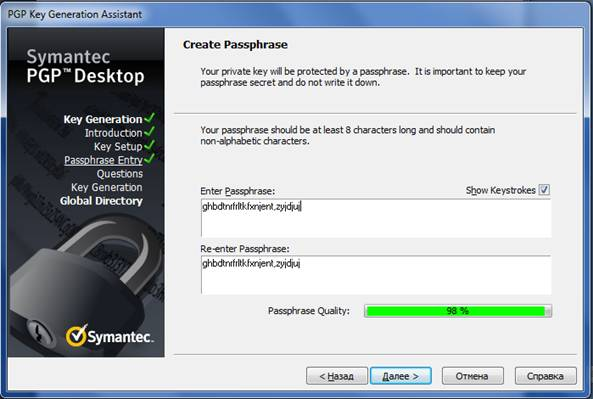 PGP Key Generation Assistant
Symantec
PGP™ Desktop
Key Generation
Introduction
Key Setup
Passphrase Entry
Questions
Key Generation
Global Directory
Symantec.
Create Passphrase
Your private key will be protected by a passphrase. It is important to keep your
passphrase secret and do not write it down.
Your passphrase should be at least 8 characters long and should contain
non-alphabetic characters.
Enter Passphrase:
Show Keystrokes
ghbdtnrfrltkfxnjent,zyjdjuj
Re-enter Passphrase:
ghbdtnrfrltkfxnjent,zyjdjuj
Passphrase Quality:
98 %
< Назад
Далее >
Отмена
Справка